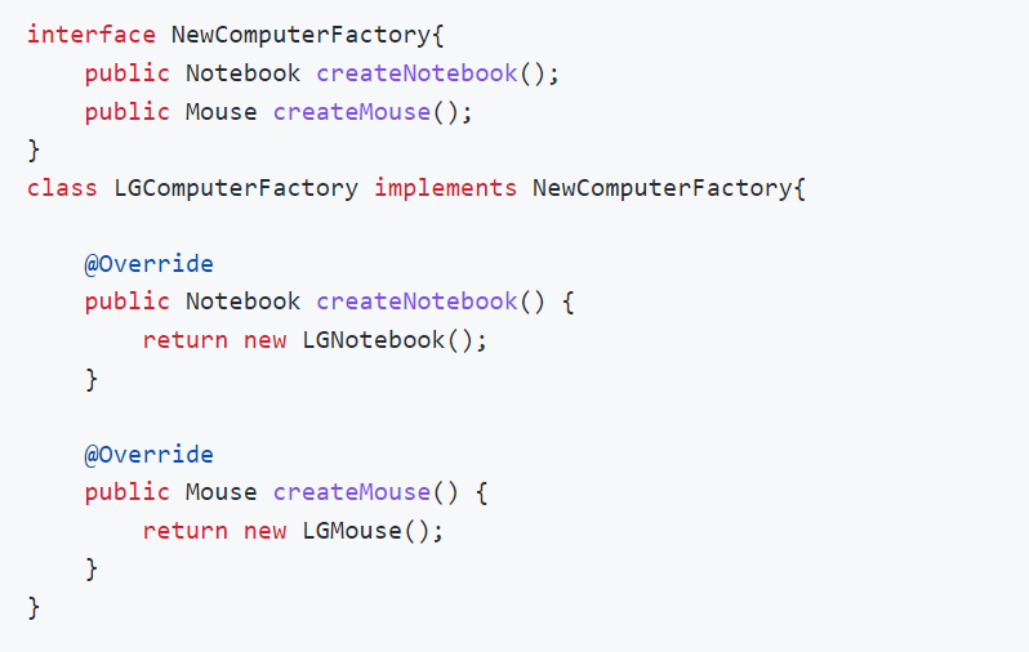 interface NewComputerFactory{
    public Notebook createNotebook();
    public Mouse createMouse();
}
class LGComputerFactory implements NewComputerFactory{
    @Override
    public Notebook createNotebook() {
        return new LGNotebook();
    }
    @Override
    public Mouse createMouse() {
        return new LGMouse();
    }
}